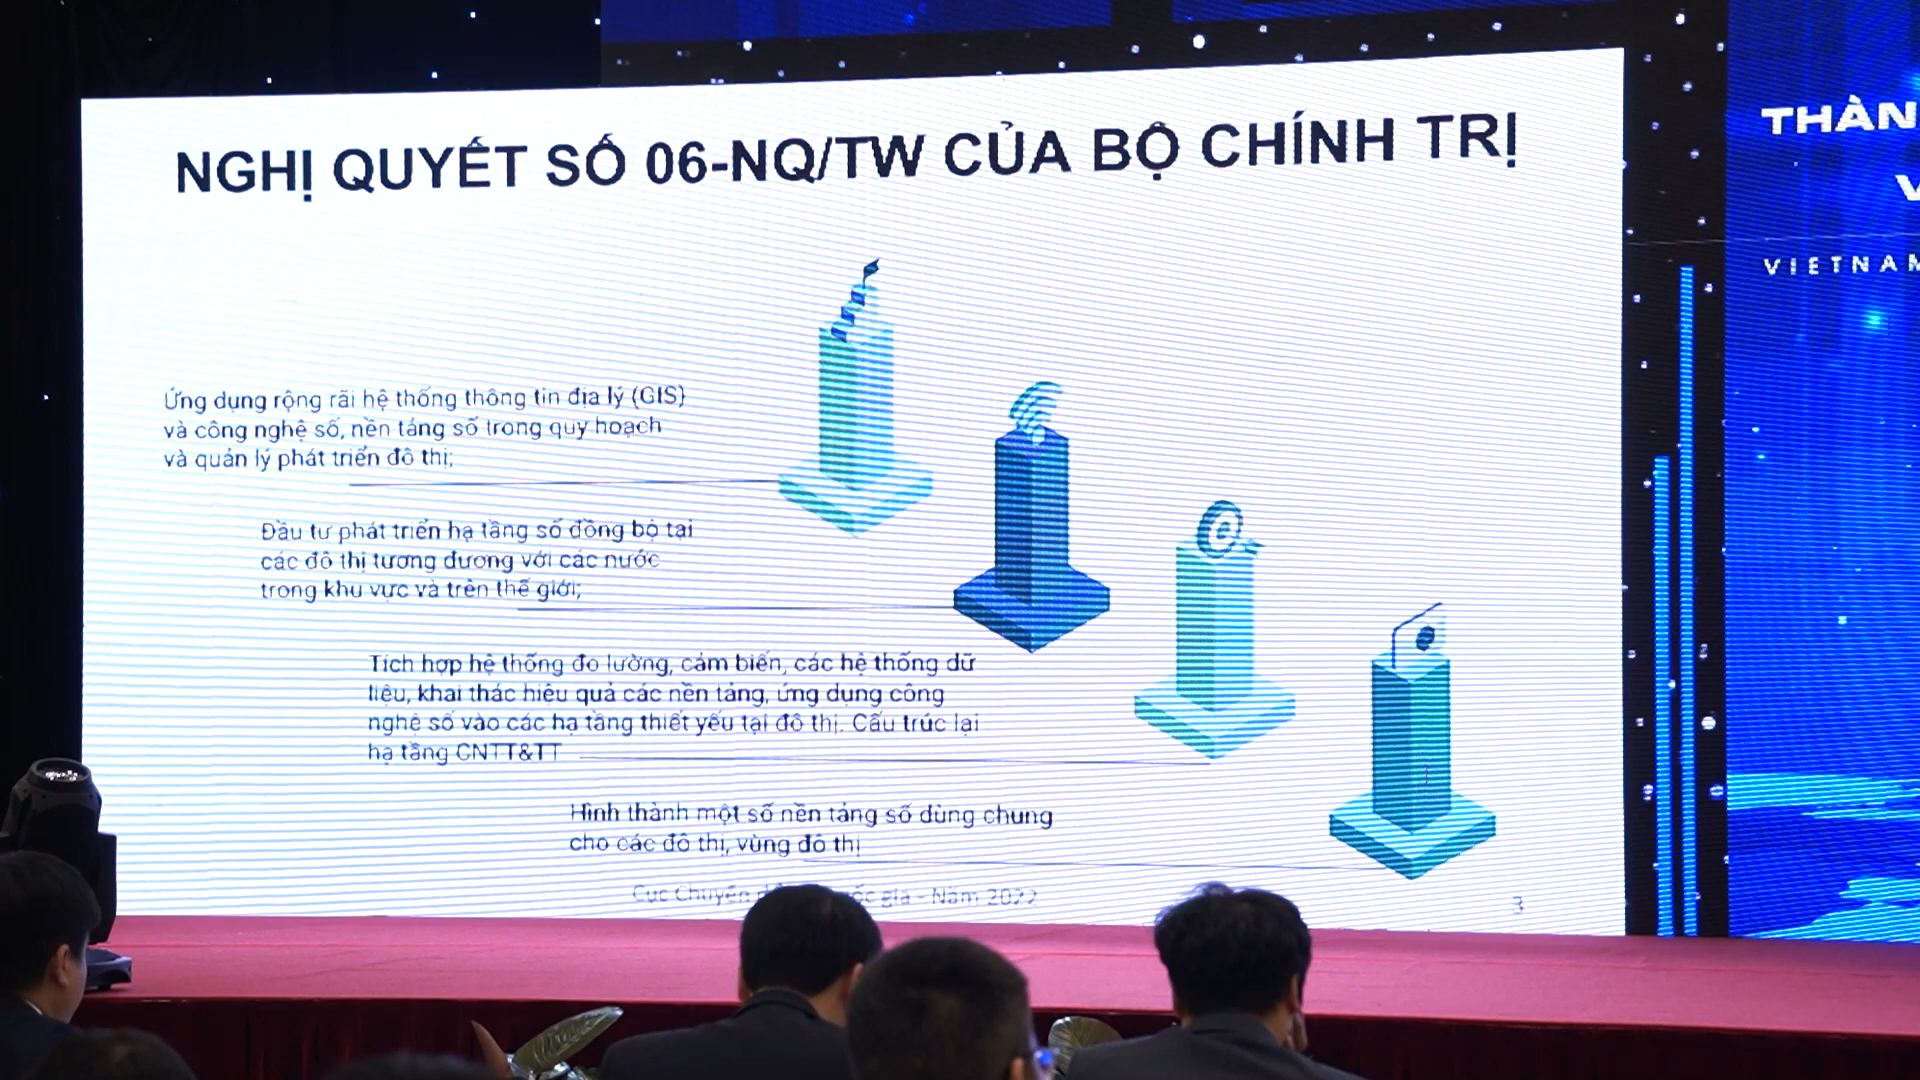 NGHỊ QUYẾT SỐ 06-NQ/TW CỦA BỘ CHÍNH TRỊ
Ứng dụng rộng rãi hệ thống thông tin địa lý (GIS)
và công nghệ số, nền tảng số trong quy hoạch
và quản lý phát triển đô thị;
Đầu tư phát triển hạ tầng số đồng bộ tại
các đô thị tương đương với các nước
trong khu vực và trên thế giới;
Tích hợp hệ thống đo lường, cảm biến, các hệ thống dữ
liệu, khai thác hiệu quả các nền tảng, ứng dụng công
nghệ số vào các hạ tầng thiết yếu tại đô thị. Cấu trúc lại
hạ tầng CNTT&TT
Hình thành một số nền tảng số dùng chung
cho các đô thị, vùng đô thị
Cục Chuyển gia - Năm 2022
3
THÀN
V
VIETNAM